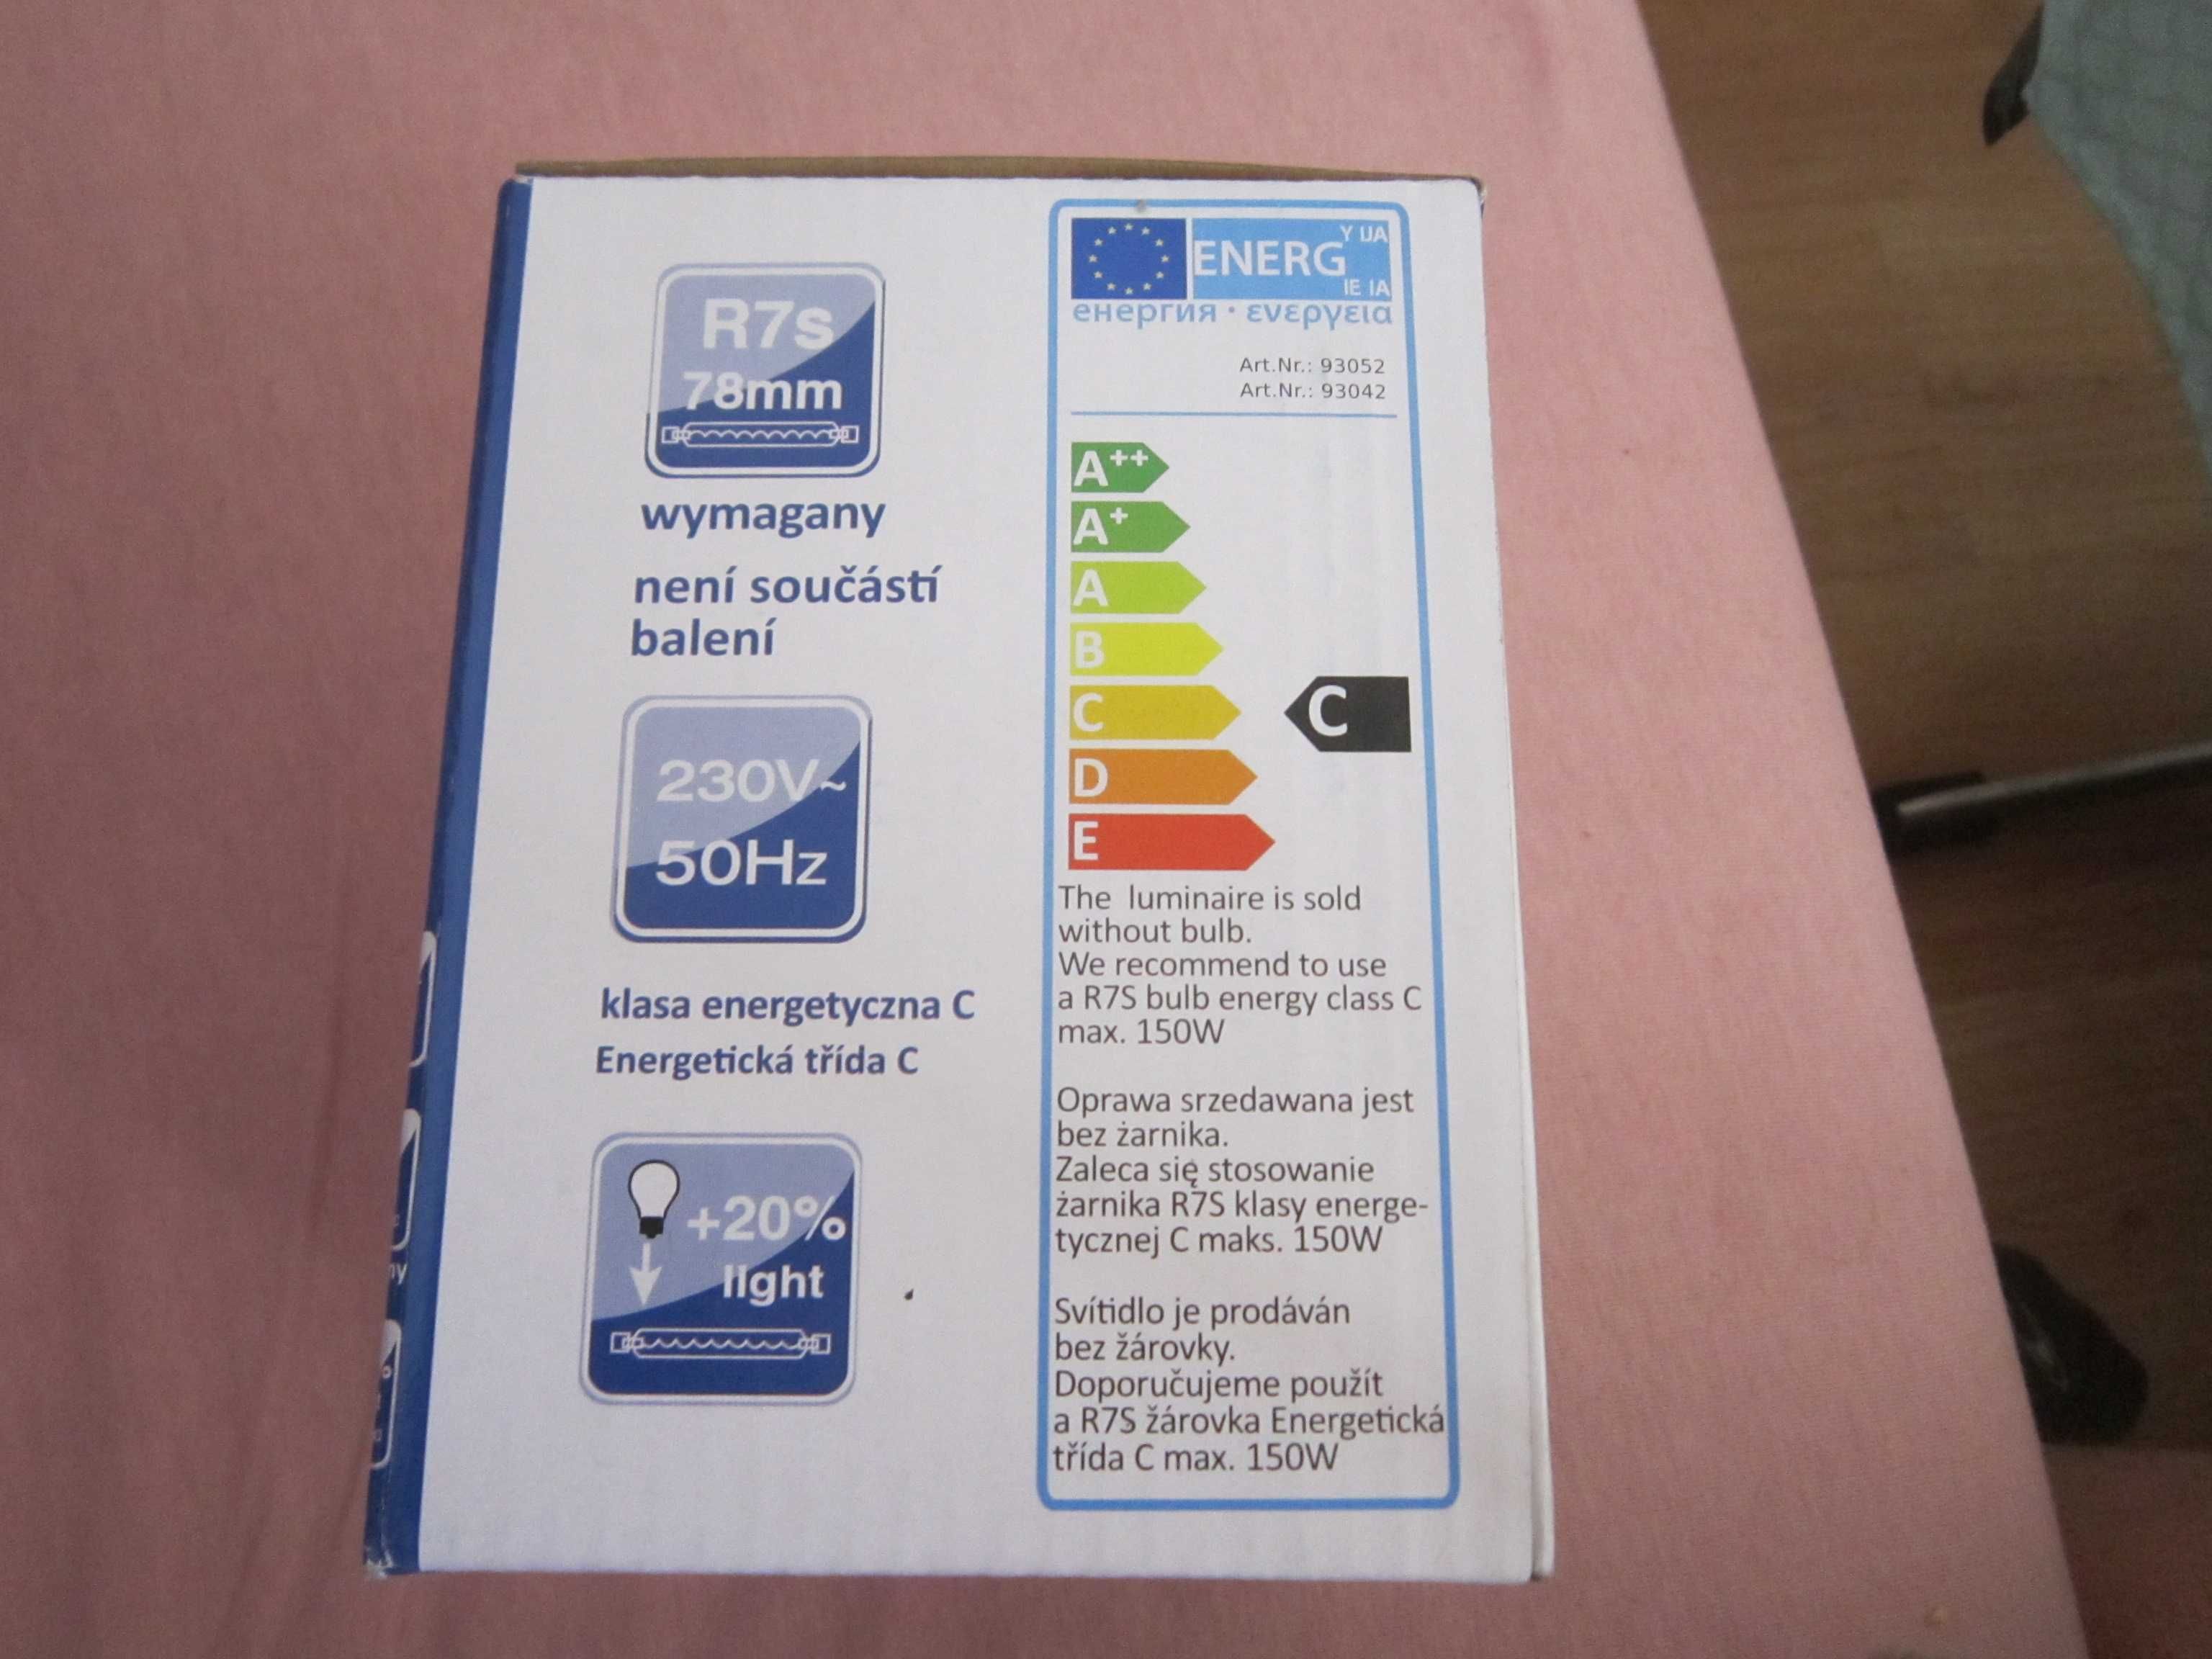 R7s
78mm
wymagany
není součástí
balení
230V~
50Hz
klasa energetyczna C
Energetická třída C
+20%
light
ENERG
Y IJA
IE IA
енергия · ενεργεια
Art.Nr.: 93052
Art.Nr.: 93042
A++
A+
A
B
C
C
D
E
The luminaire is sold
without bulb.
We recommend to use
a R7S bulb energy class C
max. 150W
Oprawa srzedawana jest
bez żarnika.
Zaleca się stosowanie
żarnika R7S klasy energe-
tycznej C maks. 150W
Svítidlo je prodáván
bez žárovky.
Doporučujeme použít
a R7S žárovka Energetická
třída C max. 150W